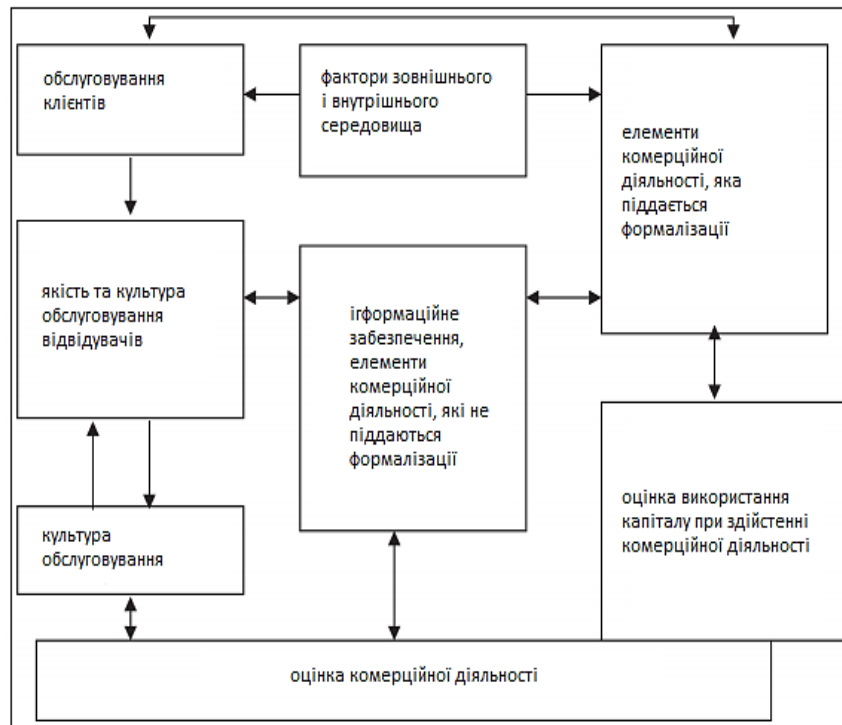 обслуговування
клієнтів
фактори зовнішнього
і внутрішнього
середовища
елементи
комерційної
діяльності, яка
піддається
формалізації
якість та культура
обслуговування
відвідувачів
ігформаційне
забезпечення,
елементи
комерційної
діяльності, які не
піддаються
формалізації
оцінка використання
капіталу при здійстенні
комерційної діяльності
культура
обслуговування
оцінка комерційної діяльності